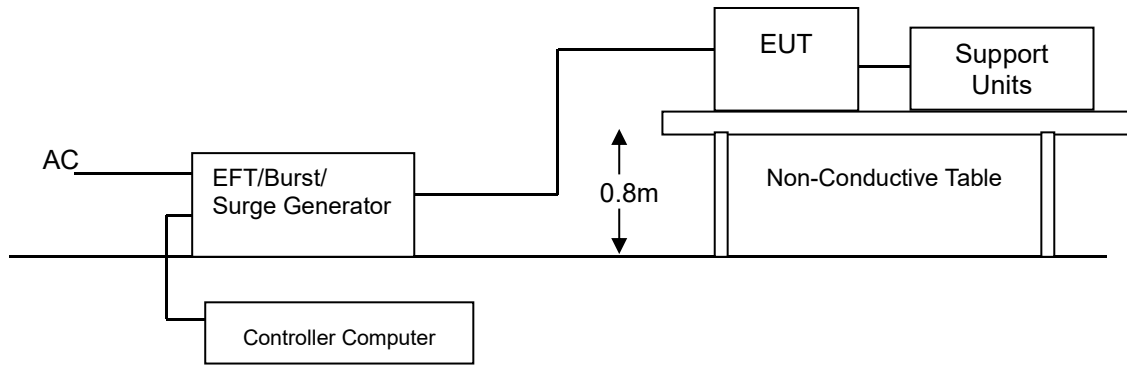 EUT
Support
Units
AC
EFT/Burst/
Surge Generator
0.8m
Non-Conductive Table
Controller Computer